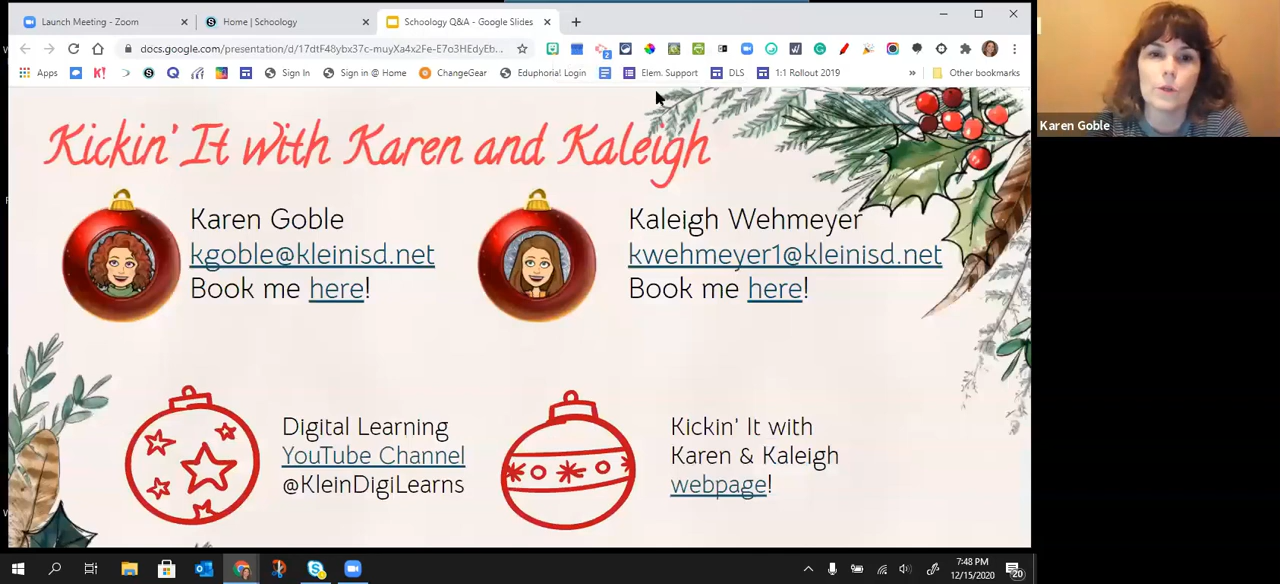 Launch Meeting - Zoom
Home | Schoology
Schoology Q&A - Google Slides
docs.google.com/presentation/d/17dtF48ybx37c-muyXa4x2Fe-E7o3HEdyEb...
Apps
K!
Sign In
Sign in @ Home
ChangeGear
Eduphoria! Login
Elem. Support
DLS
1:1 Rollout 2019
Other bookmarks
Karen Goble
Kickin' It with Karen and Kaleigh
Karen Goble
kgoble@kleinisd.net
Book me here!
Kaleigh Wehmeyer
kwehmeyer1@kleinisd.net
Book me here!
Digital Learning
YouTube Channel
@KleinDigiLearns
Kickin' It with
Karen & Kaleigh
webpage!
7:48 PM
12/15/2020
20